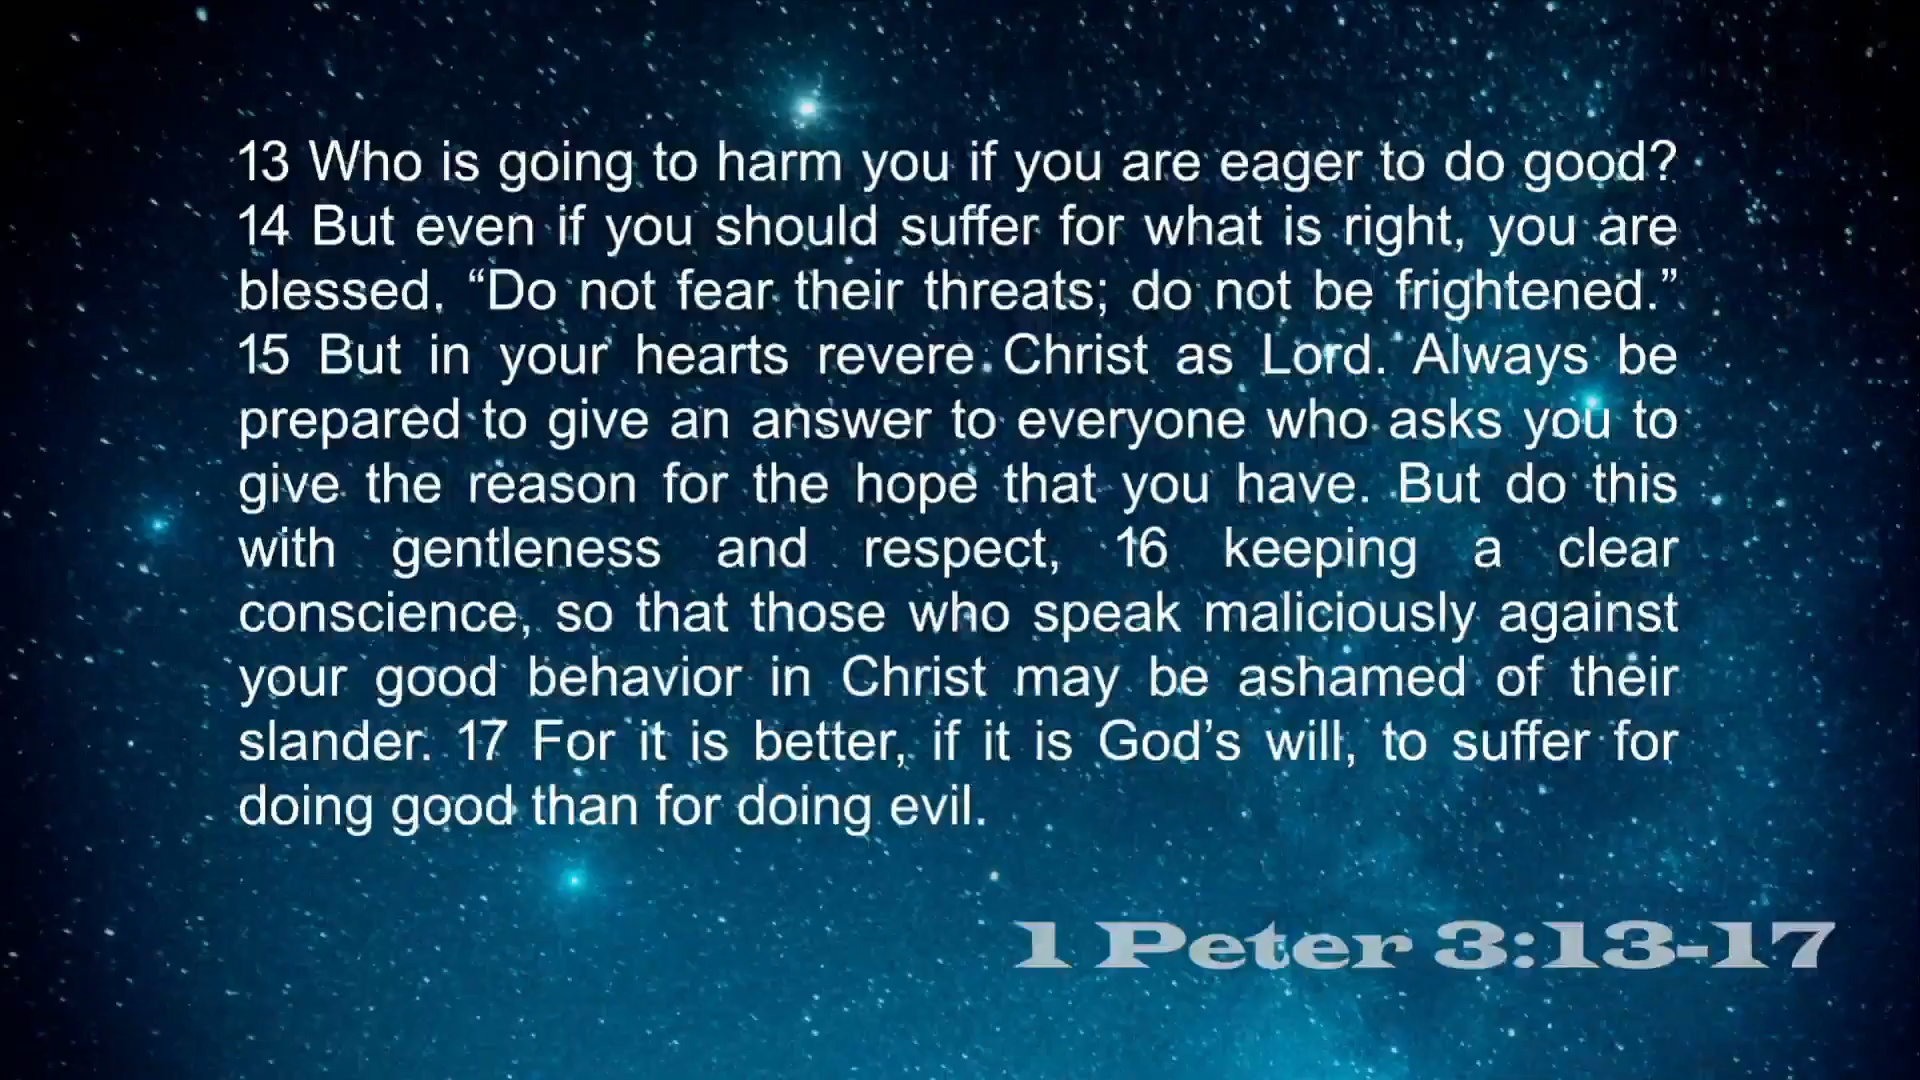 13 Who is going to harm you if you are eager to do good?
14 But even if you should suffer for what is right, you are
blessed. “Do not fear their threats; do not be frightened.”
15 But in your hearts revere Christ as Lord. Always be
prepared to give an answer to everyone who asks you to
give the reason for the hope that you have. But do this
with gentleness and respect, 16 keeping a clear
conscience, so that those who speak maliciously against
your good behavior in Christ may be ashamed of their
slander. 17 For it is better, if it is God’s will, to suffer for
doing good than for doing evil.
1 Peter 3:13-17